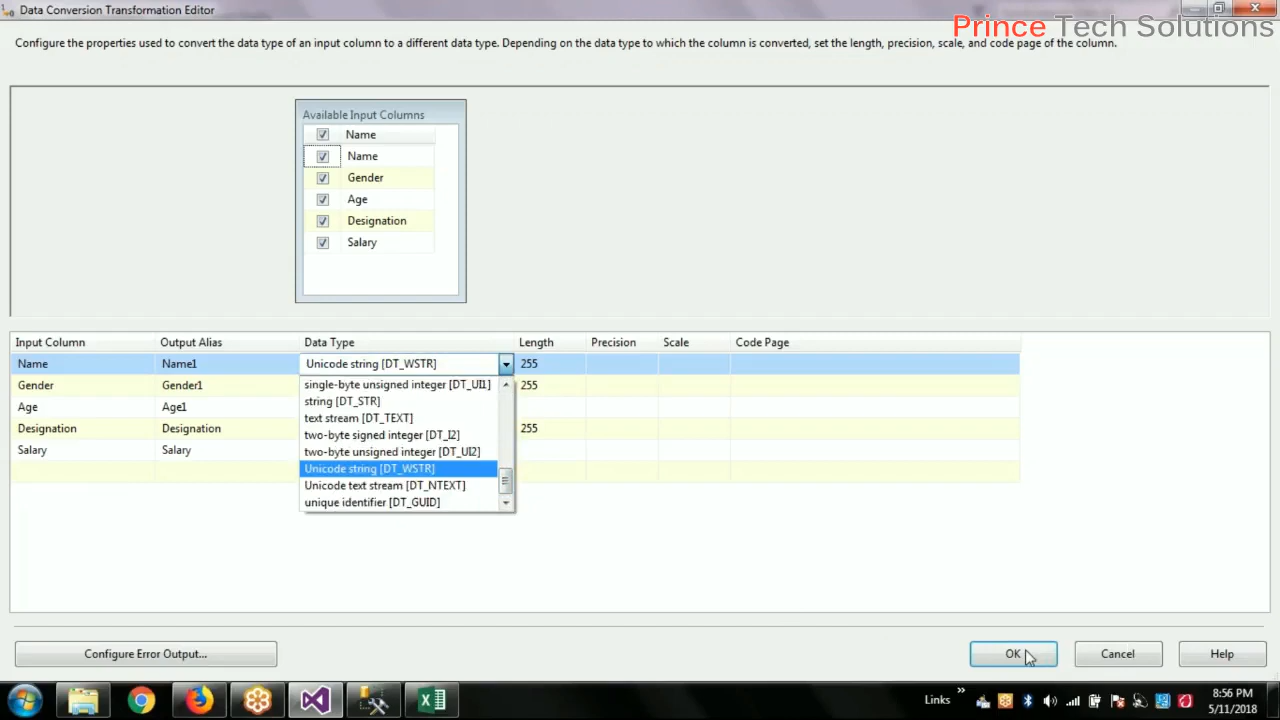 Data Conversion Transformation Editor
Prince Tech Solutions
Configure the properties used to convert the data type of an input column to a different data type. Depending on the data type to which the column is converted, set the length, precision, scale, and code page of the column.
Available Input Columns
Name
Name
Gender
Age
Designation
Salary
Input Column Output Alias Data Type Length Precision Scale Code Page
Name Name1 Unicode string [DT_WSTR] 255
Gender Gender1 single-byte unsigned integer [DT_UI1] 255
string [DT_STR]
Age Age1
text stream [DT_TEXT]
Designation Designation two-byte signed integer [DT_I2] 255
Salary Salary two-byte unsigned integer [DT_UI2]
Unicode string [DT_WSTR]
Unicode text stream [DT_NTEXT]
unique identifier [DT_GUID]
Configure Error Output... OK Cancel Help
Links » 8:56 PM
5/11/2018